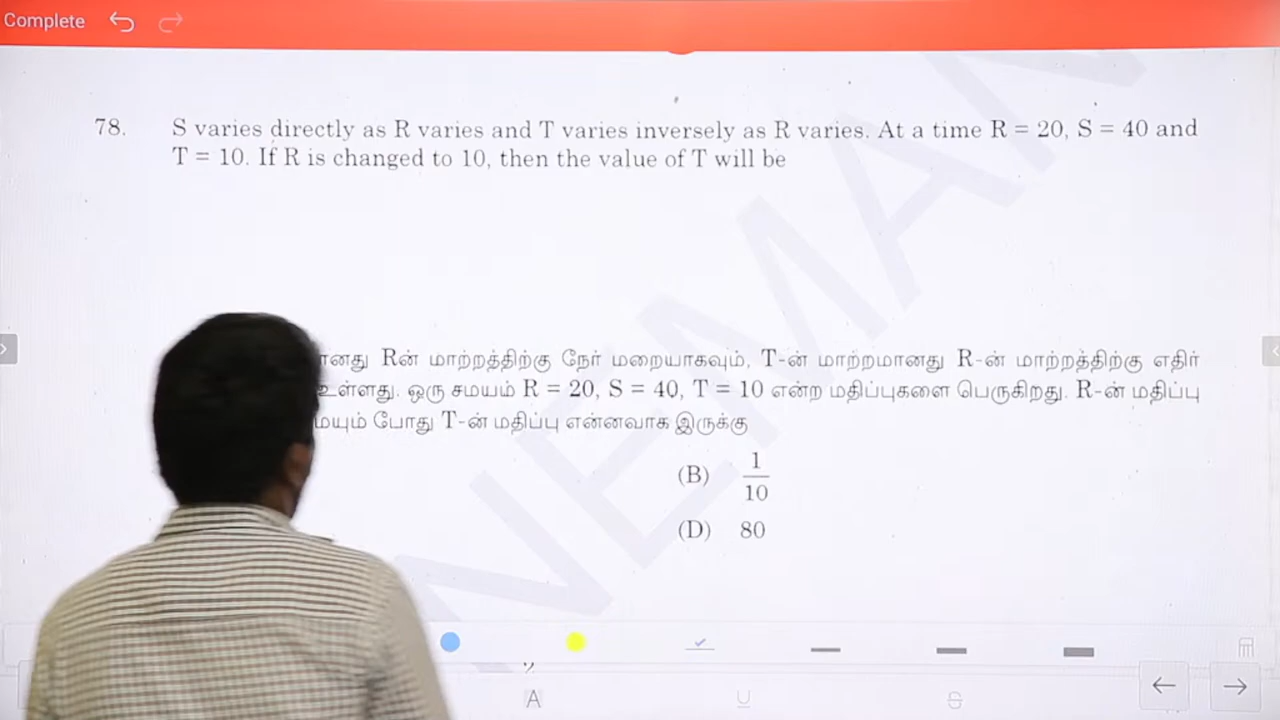 Complete
78. S varies directly as R varies and T varies inversely as R varies. At a time R = 20, S = 40 and
T = 10. If R is changed to 10, then the value of T will be
Rன் மாற்றத்திற்கு நேர் மறையாகவும், T-ன் மாற்றமானது R-ன் மாற்றத்திற்கு எதிர்
உள்ளது. ஒரு சமயம் R = 20, S = 40, T = 10 என்ற மதிப்புகளை பெருகிறது. R-ன் மதிப்பு
போது T-ன் மதிப்பு என்னவாக இருக்கு
(B) 1/10
(D) 80
A U S